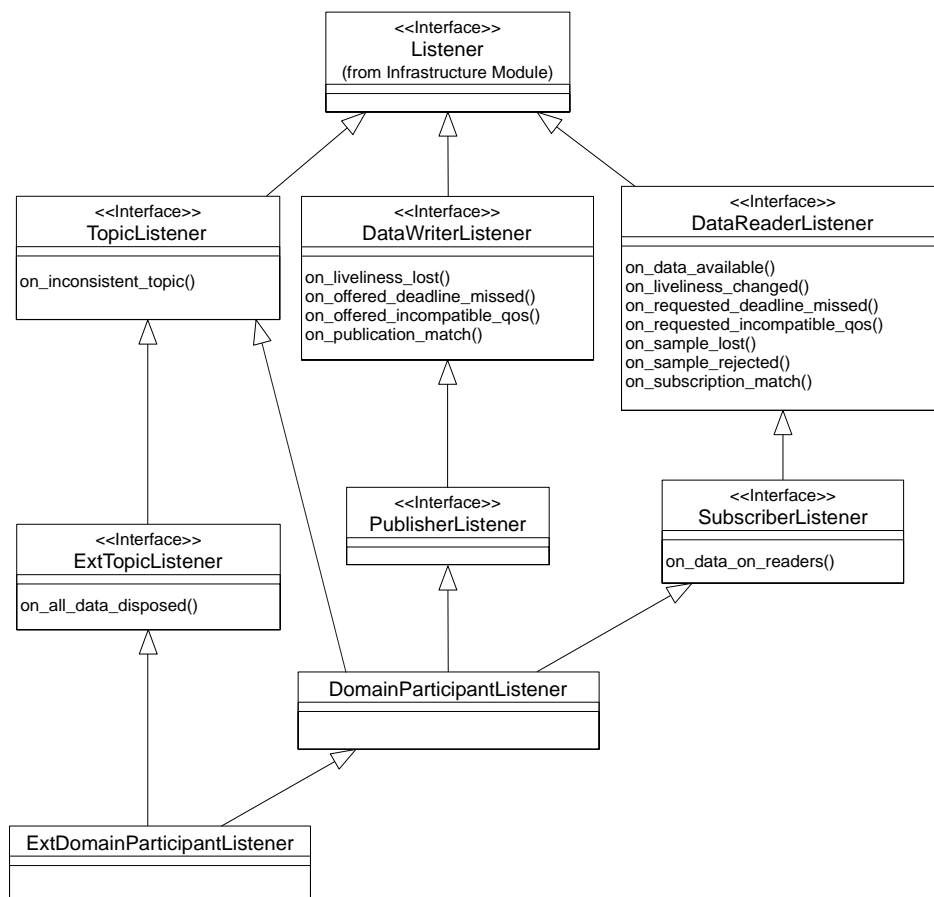 <<Interface>>
Listener
(from Infrastructure Module)
<<Interface>>
TopicListener
on_inconsistent_topic()
<<Interface>>
DataWriterListener
on_liveliness_lost()
on_offered_deadline_missed()
on_offered_incompatible_qos()
on_publication_match()
<<Interface>>
DataReaderListener
on_data_available()
on_liveliness_changed()
on_requested_deadline_missed()
on_requested_incompatible_qos()
on_sample_lost()
on_sample_rejected()
on_subscription_match()
<<Interface>>
ExtTopicListener
on_all_data_disposed()
<<Interface>>
PublisherListener
<<Interface>>
SubscriberListener
on_data_on_readers()
DomainParticipantListener
ExtDomainParticipantListener